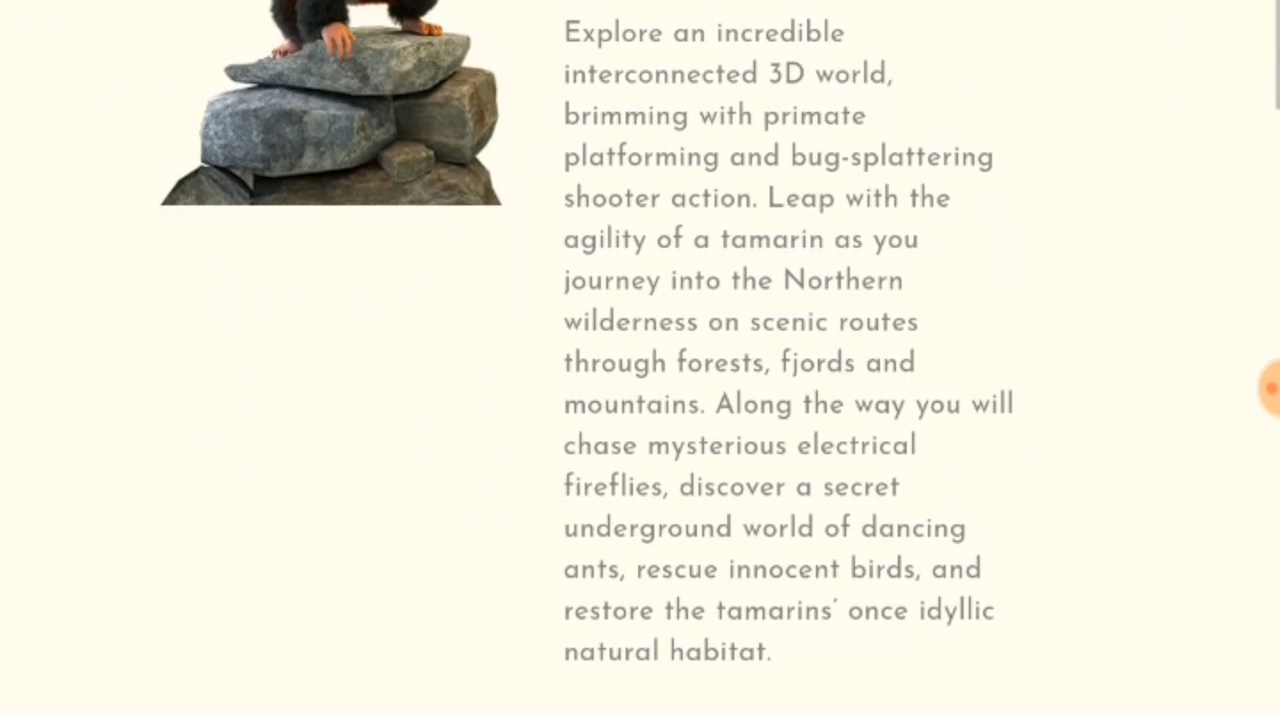 Explore an incredible
interconnected 3D world,
brimming with primate
platforming and bug-splattering
shooter action. Leap with the
agility of a tamarin as you
journey into the Northern
wilderness on scenic routes
through forests, fjords and
mountains. Along the way you will
chase mysterious electrical
fireflies, discover a secret
underground world of dancing
ants, rescue innocent birds, and
restore the tamarins´ once idyllic
natural habitat.